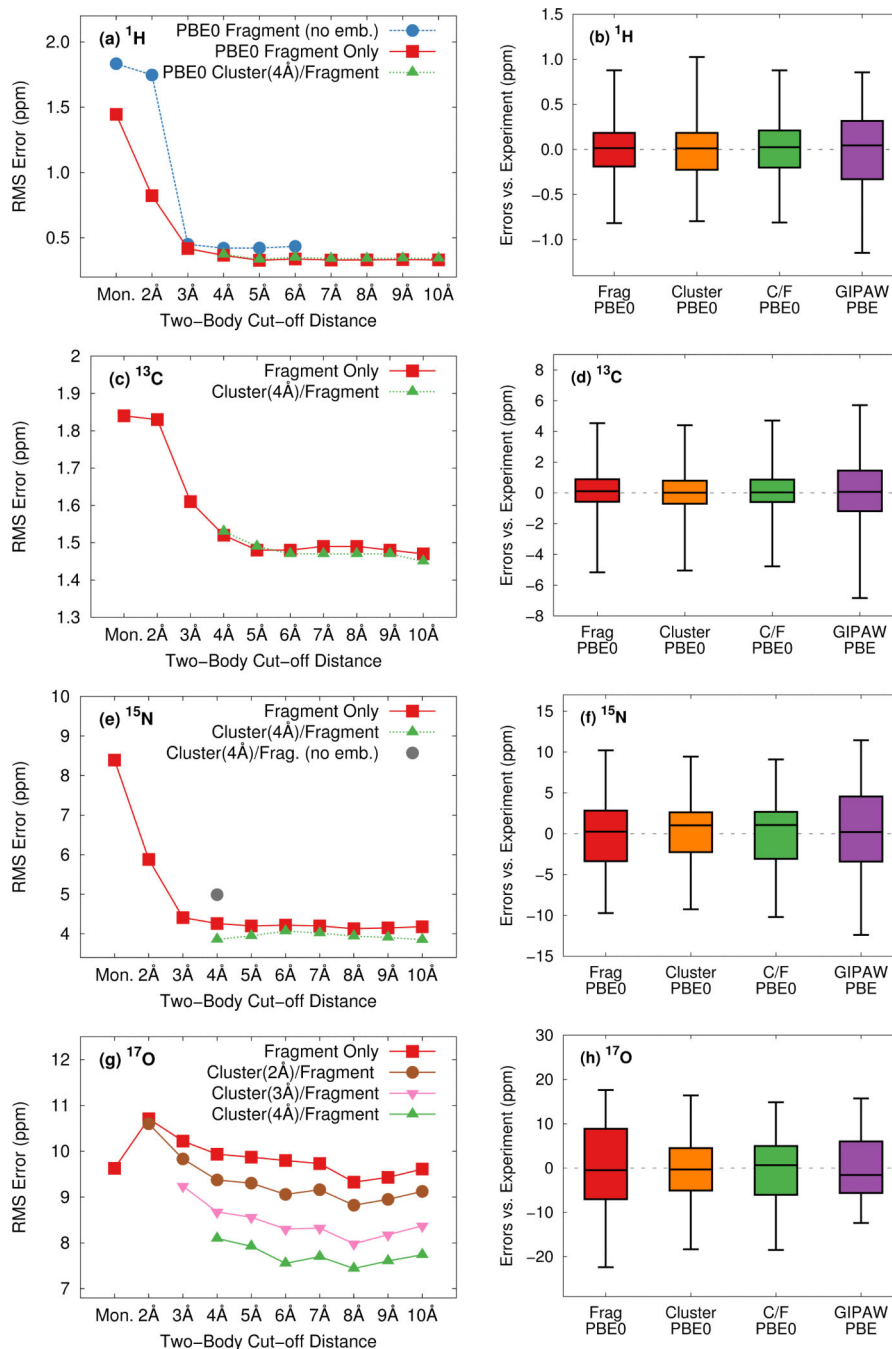 (a) ¹H
PBE0 Fragment (no emb.)
PBE0 Fragment Only
PBE0 Cluster(4Å)/Fragment
RMS Error (ppm)
2.0
1.5
1.0
0.5
Mon. 2Å 3Å 4Å 5Å 6Å 7Å 8Å 9Å 10Å
Two−Body Cut−off Distance
(b) ¹H
Errors vs. Experiment (ppm)
1.5
1.0
0.5
0.0
−0.5
−1.0
Frag Cluster C/F GIPAW
PBE0 PBE0 PBE0 PBE
(c) ¹³C
Fragment Only
Cluster(4Å)/Fragment
RMS Error (ppm)
2
1.9
1.8
1.7
1.6
1.5
1.4
1.3
Mon. 2Å 3Å 4Å 5Å 6Å 7Å 8Å 9Å 10Å
Two−Body Cut−off Distance
(d) ¹³C
Errors vs. Experiment (ppm)
8
6
4
2
0
−2
−4
−6
−8
Frag Cluster C/F GIPAW
PBE0 PBE0 PBE0 PBE
(e) ¹⁵N
Fragment Only
Cluster(4Å)/Fragment
Cluster(4Å)/Frag. (no emb.)
RMS Error (ppm)
10
9
8
7
6
5
4
Mon. 2Å 3Å 4Å 5Å 6Å 7Å 8Å 9Å 10Å
Two−Body Cut−off Distance
(f) ¹⁵N
Errors vs. Experiment (ppm)
15
10
5
0
−5
−10
−15
Frag Cluster C/F GIPAW
PBE0 PBE0 PBE0 PBE
(g) ¹⁷O
Fragment Only
Cluster(2Å)/Fragment
Cluster(3Å)/Fragment
Cluster(4Å)/Fragment
RMS Error (ppm)
12
11
10
9
8
7
Mon. 2Å 3Å 4Å 5Å 6Å 7Å 8Å 9Å 10Å
Two−Body Cut−off Distance
(h) ¹⁷O
Errors vs. Experiment (ppm)
30
20
10
0
−10
−20
Frag Cluster C/F GIPAW
PBE0 PBE0 PBE0 PBE